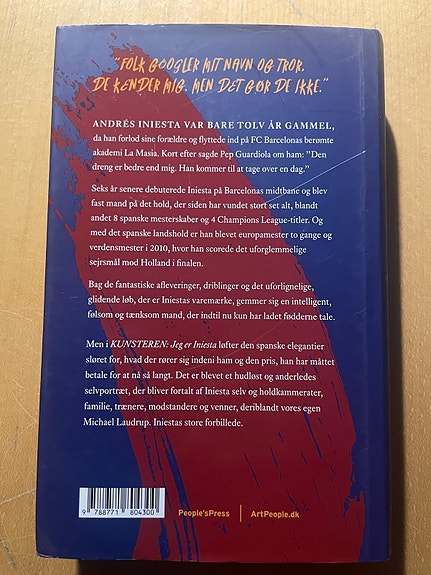 "FOLK GOOGLER MIT NAVN OG TROR,
DE KENDER MIG. MEN DET GØR DE IKKE."
ANDRÉS INIESTA VAR BARE TOLV ÅR GAMMEL,
da han forlod sine forældre og flyttede ind på FC Barcelonas berømte
akademi La Masia. Kort efter sagde Pep Guardiola om ham: "Den
dreng er bedre end mig. Han kommer til at tage over en dag."
Seks år senere debuterede Iniesta på Barcelonas midtbane og blev
fast mand på det hold, der siden har vundet stort set alt, blandt
andet 8 spanske mesterskaber og 4 Champions League-titler. Og
med det spanske landshold er han blevet europamester to gange og
verdensmester i 2010, hvor han scorede det uforglemmelige
sejrsmål mod Holland i finalen.
Bag de fantastiske afleveringer, driblinger og det uforlignelige,
glidende løb, der er Iniestas varemærke, gemmer sig en intelligent,
følsom og tænksom mand, der indtil nu kun har ladet fødderne tale.
Men i KUNSTEREN: Jeg er Iniesta løfter den spanske elegantier
sløret for, hvad der rører sig indeni ham og den pris, han har måttet
betale for at nå så langt. Det er blevet et hudløst og anderledes
selvportræt, der bliver fortalt af Iniesta selv og holdkammerater,
familie, trænere, modstandere og venner, deriblandt vores egen
Michael Laudrup. Iniestas store forbillede.
9 788771 804300
People'sPress | ArtPeople.dk